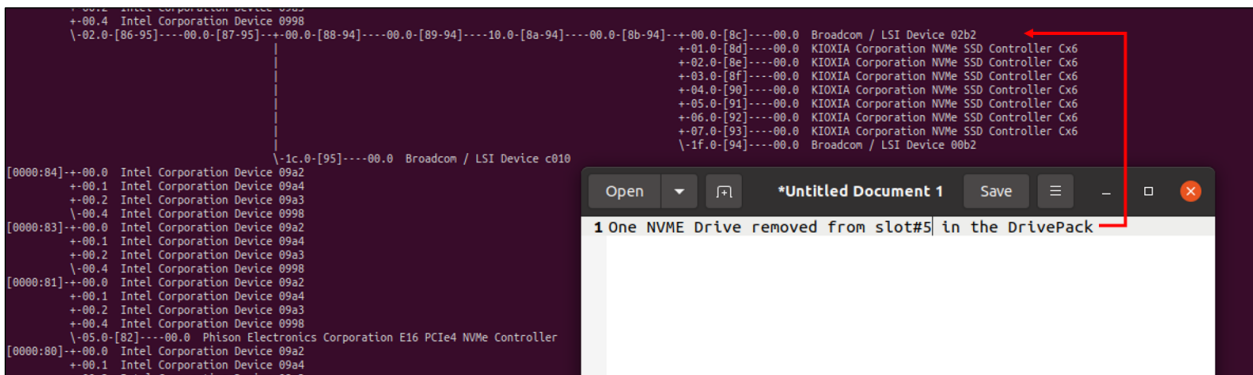 +-00.2 Intel Corporation Device 09a3
+-00.4 Intel Corporation Device 0998
\-02.0-[86-95]----00.0-[87-95]--+-00.0-[88-94]----00.0-[89-94]----10.0-[8a-94]----00.0-[8b-94]--+-00.0-[8c]----00.0 Broadcom / LSI Device 02b2
| +-01.0-[8d]----00.0 KIOXIA Corporation NVMe SSD Controller Cx6
| +-02.0-[8e]----00.0 KIOXIA Corporation NVMe SSD Controller Cx6
| +-03.0-[8f]----00.0 KIOXIA Corporation NVMe SSD Controller Cx6
| +-04.0-[90]----00.0 KIOXIA Corporation NVMe SSD Controller Cx6
| +-05.0-[91]----00.0 KIOXIA Corporation NVMe SSD Controller Cx6
| +-06.0-[92]----00.0 KIOXIA Corporation NVMe SSD Controller Cx6
| +-07.0-[93]----00.0 KIOXIA Corporation NVMe SSD Controller Cx6
| \-1f.0-[94]----00.0 Broadcom / LSI Device 00b2
\-1c.0-[95]----00.0 Broadcom / LSI Device c010
[0000:84]-+-00.0 Intel Corporation Device 09a2
+-00.1 Intel Corporation Device 09a4
+-00.2 Intel Corporation Device 09a3
\-00.4 Intel Corporation Device 0998
[0000:83]-+-00.0 Intel Corporation Device 09a2
+-00.1 Intel Corporation Device 09a4
+-00.2 Intel Corporation Device 09a3
\-00.4 Intel Corporation Device 0998
[0000:81]-+-00.0 Intel Corporation Device 09a2
+-00.1 Intel Corporation Device 09a4
+-00.2 Intel Corporation Device 09a3
+-00.4 Intel Corporation Device 0998
\-05.0-[82]----00.0 Phison Electronics Corporation E16 PCIe4 NVMe Controller
[0000:80]-+-00.0 Intel Corporation Device 09a2
+-00.1 Intel Corporation Device 09a4
Open *Untitled Document 1 Save
1 One NVME Drive removed from slot#5 in the DrivePack